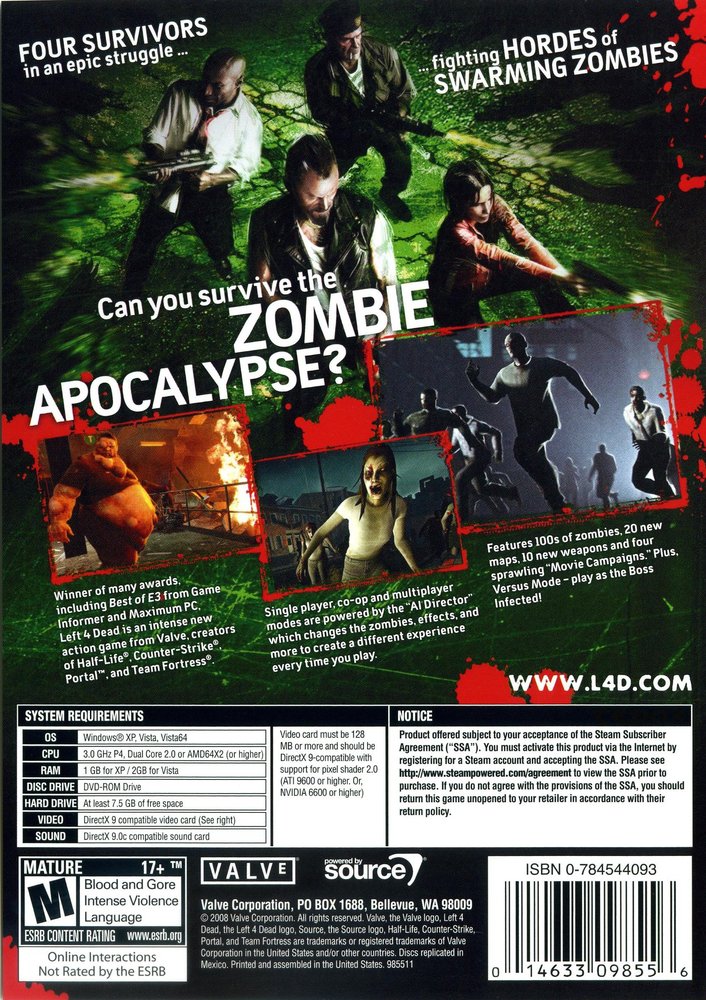 FOUR SURVIVORS
in an epic struggle ...
... fighting HORDES of
SWARMING ZOMBIES
Can you survive the
ZOMBIE
APOCALYPSE?
Winner of many awards,
including Best of E3 from Game
Informer and Maximum PC.
Left 4 Dead is an intense new
action game from Valve, creators
of Half-Life®, Counter-Strike®,
Portal™, and Team Fortress®.
Single player, co-op and multiplayer
modes are powered by the "AI Director"
which changes the zombies, effects, and
more to create a different experience
every time you play.
Features 100s of zombies, 20 new
maps, 10 new weapons and four
sprawling "Movie Campaigns." Plus,
Versus Mode – play as the Boss
Infected!
WWW.L4D.COM
SYSTEM REQUIREMENTS
OS Windows® XP, Vista, Vista64
CPU 3.0 GHz P4, Dual Core 2.0 or AMD64X2 (or higher)
RAM 1 GB for XP / 2GB for Vista
DISC DRIVE DVD-ROM Drive
HARD DRIVE At least 7.5 GB of free space
VIDEO DirectX 9 compatible video card (See right)
SOUND DirectX 9.0c compatible sound card
Video card must be 128
MB or more and should be
DirectX 9-compatible with
support for pixel shader 2.0
(ATI 9600 or higher. Or,
NVIDIA 6600 or higher)
NOTICE
Product offered subject to your acceptance of the Steam Subscriber
Agreement ("SSA"). You must activate this product via the Internet by
registering for a Steam account and accepting the SSA. Please see
http://www.steampowered.com/agreement to view the SSA prior to
purchase. If you do not agree with the provisions of the SSA, you should
return this game unopened to your retailer in accordance with their
return policy.
MATURE 17+ ™
M
Blood and Gore
Intense Violence
Language
ESRB CONTENT RATING www.esrb.org
Online Interactions
Not Rated by the ESRB
VALVE
powered by
source
Valve Corporation, PO BOX 1688, Bellevue, WA 98009
© 2008 Valve Corporation. All rights reserved. Valve, the Valve logo, Left 4
Dead, the Left 4 Dead logo, Source, the Source logo, Half-Life, Counter-Strike,
Portal, and Team Fortress are trademarks or registered trademarks of Valve
Corporation in the United States and/or other countries. Discs replicated in
Mexico. Printed and assembled in the United States. 985511
ISBN 0-784544093
0 14633 09855 6